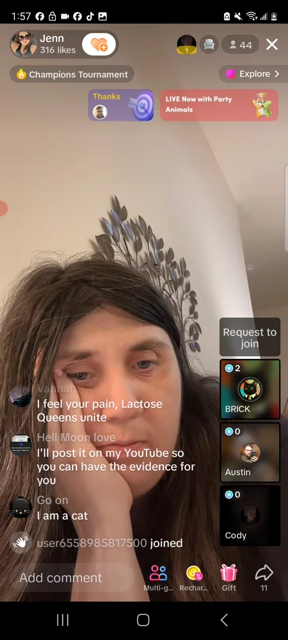 1:57
Jenn
316 likes
1
44
Champions Tournament
Explore >
Thanks
LIVE Now with Party
Animals
Request to
join
2
BRICK
I feel your pain, Lactose
Queens unite
0
Austin
Hell Moon love
I'll post it on my YouTube so
you can have the evidence for
you
0
Cody
Go on
I am a cat
user6558985817500 joined
Add comment
Multi-g...
Rechar...
Gift
11